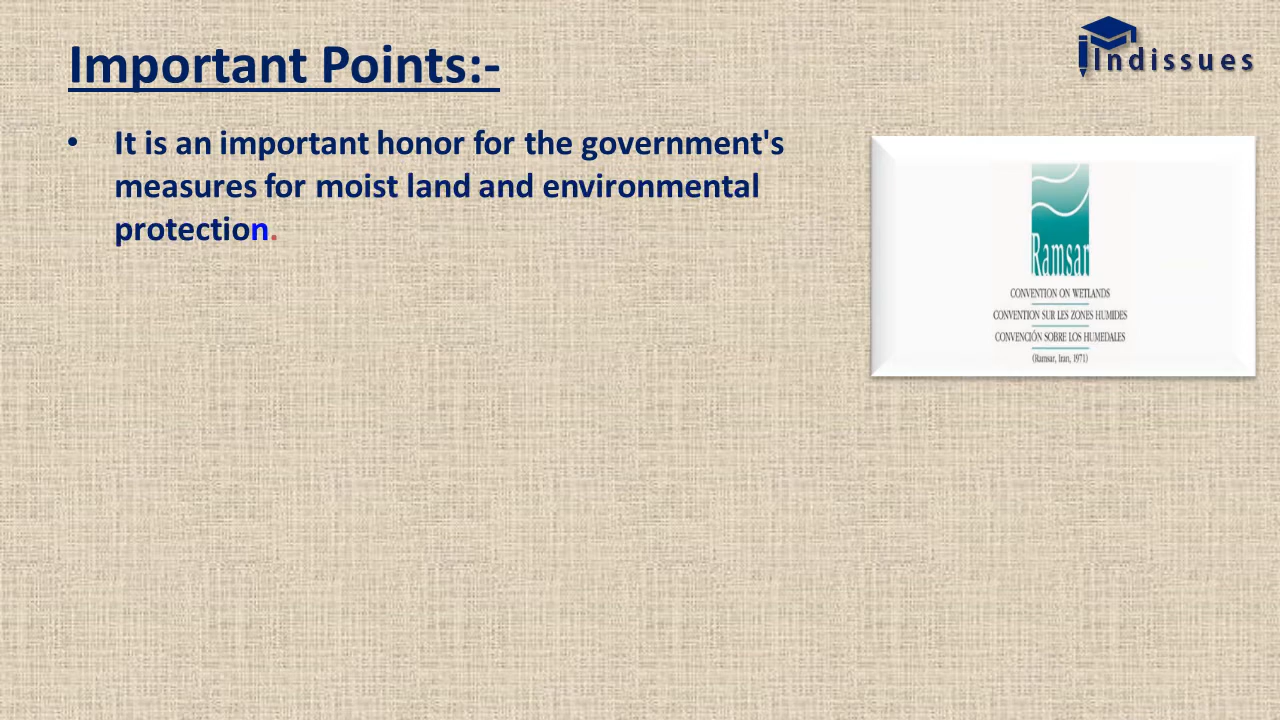 Important Points:-
Indissues
• It is an important honor for the government's
measures for moist land and environmental
protection.
Ramsar
CONVENTION ON WETLANDS
CONVENTION SUR LES ZONES HUMIDES
CONVENCIÓN SOBRE LOS HUMEDALES
(Ramsar, Iran, 1971)